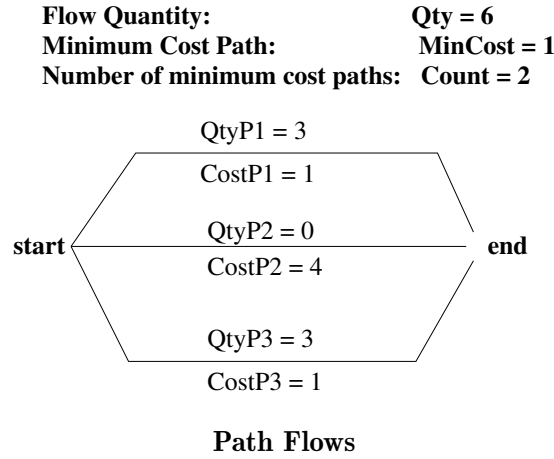 Flow Quantity: Qty = 6
Minimum Cost Path: MinCost = 1
Number of minimum cost paths: Count = 2
QtyP1 = 3
CostP1 = 1
QtyP2 = 0
start end
CostP2 = 4
QtyP3 = 3
CostP3 = 1
Path Flows